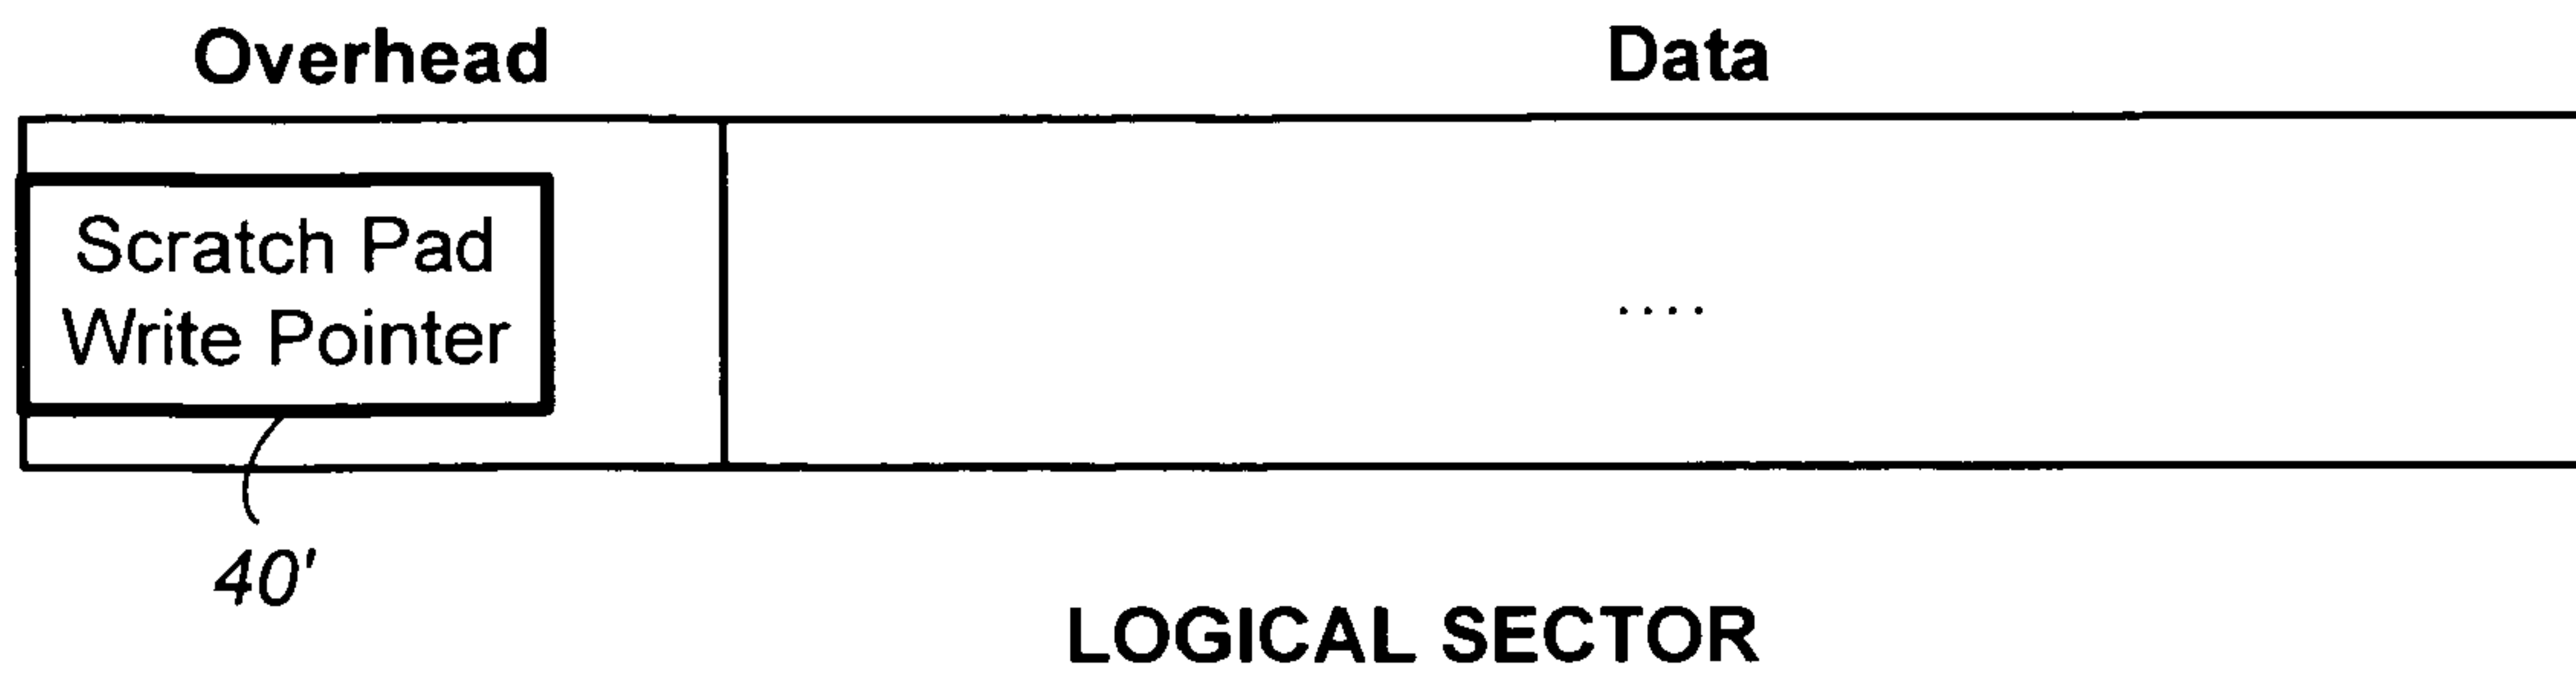 Overhead
Data
Scratch Pad
Write Pointer
....
40'
LOGICAL SECTOR